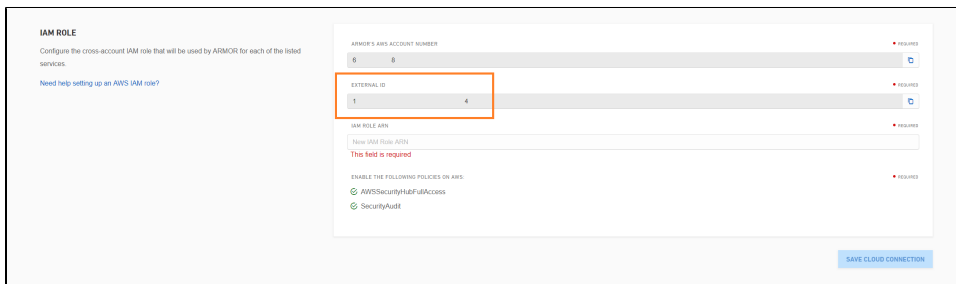 IAM ROLE
Configure the cross-account IAM role that will be used by ARMOR for each of the listed
services.
Need help setting up an AWS IAM role?
ARMOR'S AWS ACCOUNT NUMBER
REQUIRED
6 8
EXTERNAL ID
REQUIRED
1 4
IAM ROLE ARN
REQUIRED
New IAM Role ARN
This field is required
ENABLE THE FOLLOWING POLICIES ON AWS
REQUIRED
AWSSecurityHubFullAccess
SecurityAudit
SAVE CLOUD CONNECTION